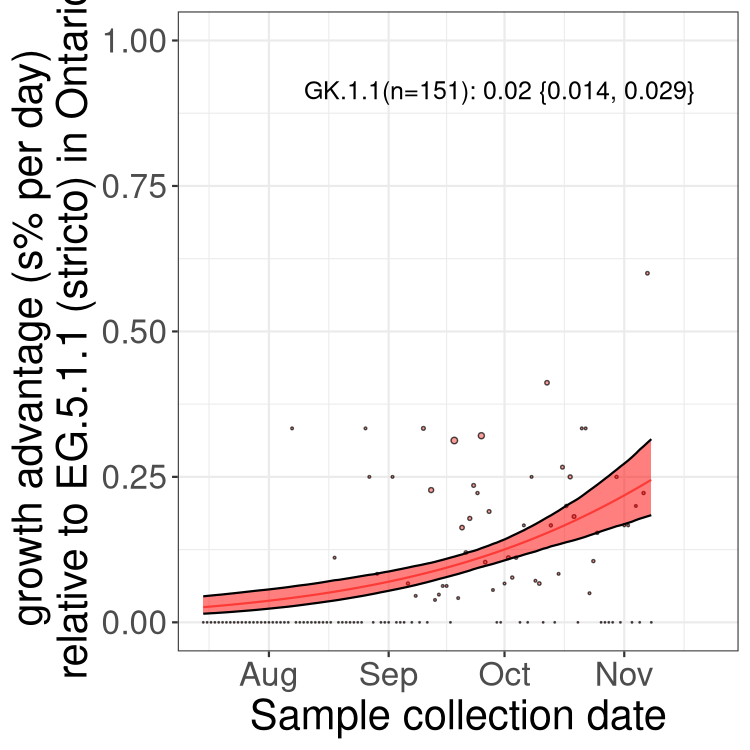 growth advantage (s% per day)
relative to EG.5.1.1 (stricto) in Ontario
1.00
0.75
0.50
0.25
0.00
GK.1.1(n=151): 0.02 {0.014, 0.029}
Aug Sep Oct Nov
Sample collection date